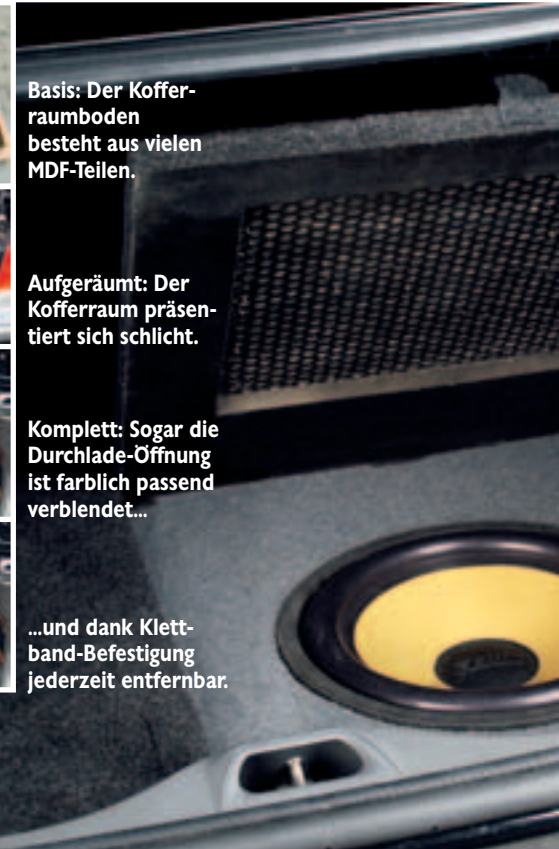 Basis: Der Koffer-
raumboden
besteht aus vielen
MDF-Teilen.
Aufgeräumt: Der
Kofferraum präsen-
tiert sich schlicht.
Komplett: Sogar die
Durchlade-Öffnung
ist farblich passend
verblendet...
...und dank Klett-
band-Befestigung
jederzeit entfernbar.